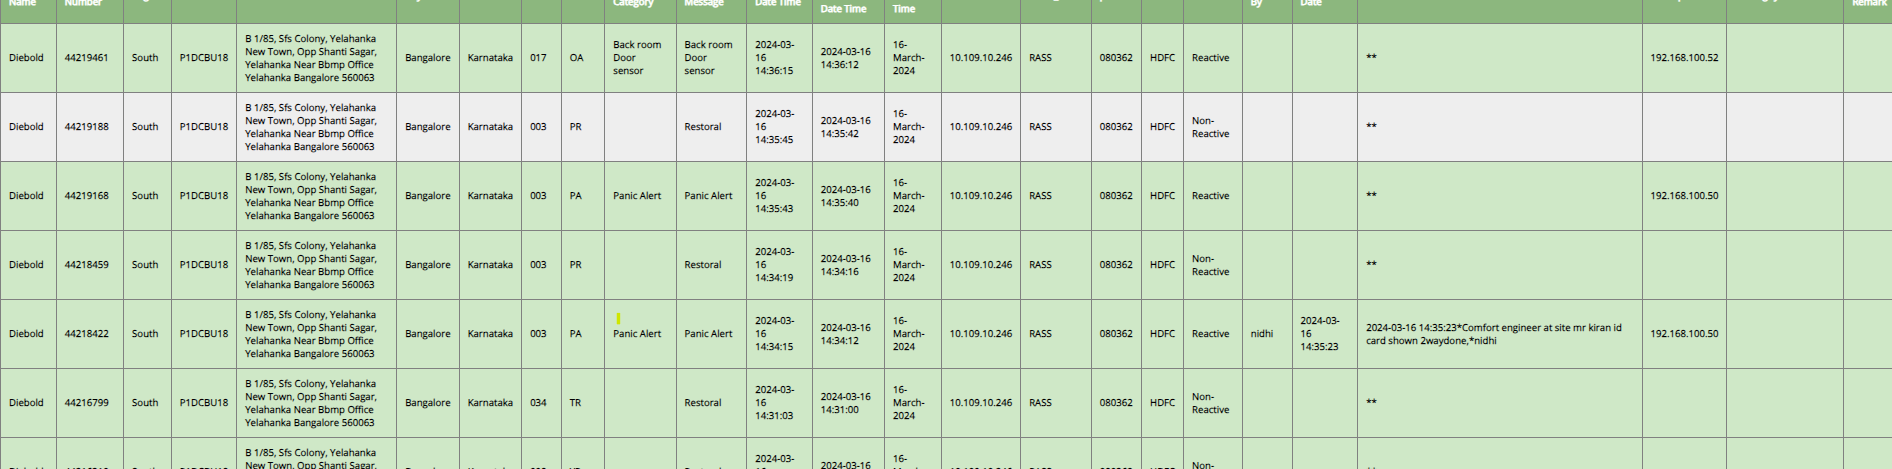 Name Number Category Message Date Time Date Time Time By Date Remark
Diebold 44219461 South P1DCBU18 B 1/85, Sfs Colony, Yelahanka New Town, Opp Shanti Sagar, Yelahanka Near Bbmp Office Yelahanka Bangalore 560063 Bangalore Karnataka 017 OA Back room Door sensor Back room Door sensor 2024-03-16 14:36:15 2024-03-16 14:36:12 16-March-2024 10.109.10.246 RASS 080362 HDFC Reactive ** 192.168.100.52
Diebold 44219188 South P1DCBU18 B 1/85, Sfs Colony, Yelahanka New Town, Opp Shanti Sagar, Yelahanka Near Bbmp Office Yelahanka Bangalore 560063 Bangalore Karnataka 003 PR Restoral 2024-03-16 14:35:45 2024-03-16 14:35:42 16-March-2024 10.109.10.246 RASS 080362 HDFC Non-Reactive **
Diebold 44219168 South P1DCBU18 B 1/85, Sfs Colony, Yelahanka New Town, Opp Shanti Sagar, Yelahanka Near Bbmp Office Yelahanka Bangalore 560063 Bangalore Karnataka 003 PA Panic Alert Panic Alert 2024-03-16 14:35:43 2024-03-16 14:35:40 16-March-2024 10.109.10.246 RASS 080362 HDFC Reactive ** 192.168.100.50
Diebold 44218459 South P1DCBU18 B 1/85, Sfs Colony, Yelahanka New Town, Opp Shanti Sagar, Yelahanka Near Bbmp Office Yelahanka Bangalore 560063 Bangalore Karnataka 003 PR Restoral 2024-03-16 14:34:19 2024-03-16 14:34:16 16-March-2024 10.109.10.246 RASS 080362 HDFC Non-Reactive **
Diebold 44218422 South P1DCBU18 B 1/85, Sfs Colony, Yelahanka New Town, Opp Shanti Sagar, Yelahanka Near Bbmp Office Yelahanka Bangalore 560063 Bangalore Karnataka 003 PA Panic Alert Panic Alert 2024-03-16 14:34:15 2024-03-16 14:34:12 16-March-2024 10.109.10.246 RASS 080362 HDFC Reactive nidhi 2024-03-16 14:35:23 2024-03-16 14:35:23*Comfort engineer at site mr kiran id card shown 2waydone,*nidhi 192.168.100.50
Diebold 44216799 South P1DCBU18 B 1/85, Sfs Colony, Yelahanka New Town, Opp Shanti Sagar, Yelahanka Near Bbmp Office Yelahanka Bangalore 560063 Bangalore Karnataka 034 TR Restoral 2024-03-16 14:31:03 2024-03-16 14:31:00 16-March-2024 10.109.10.246 RASS 080362 HDFC Non-Reactive **
B 1/85, Sfs Colony, Yelahanka New Town, Opp Shanti Sagar, 2024-03- 2024-03-16 16- Non-